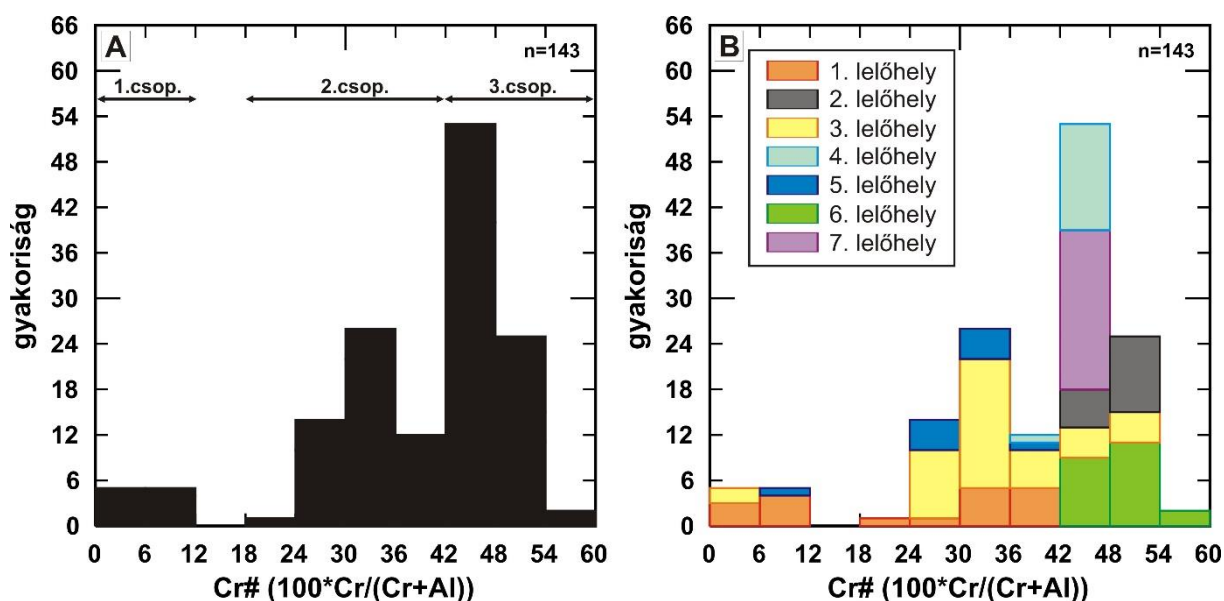 A
n=143
1.csop.
2.csop.
3.csop.
66
60
54
48
42
36
30
24
18
12
6
0
gyakoriság
0 6 12 18 24 30 36 42 48 54 60
Cr# (100*Cr/(Cr+Al))
B
n=143
1. lelőhely
2. lelőhely
3. lelőhely
4. lelőhely
5. lelőhely
6. lelőhely
7. lelőhely
66
60
54
48
42
36
30
24
18
12
6
0
gyakoriság
0 6 12 18 24 30 36 42 48 54 60
Cr# (100*Cr/(Cr+Al))